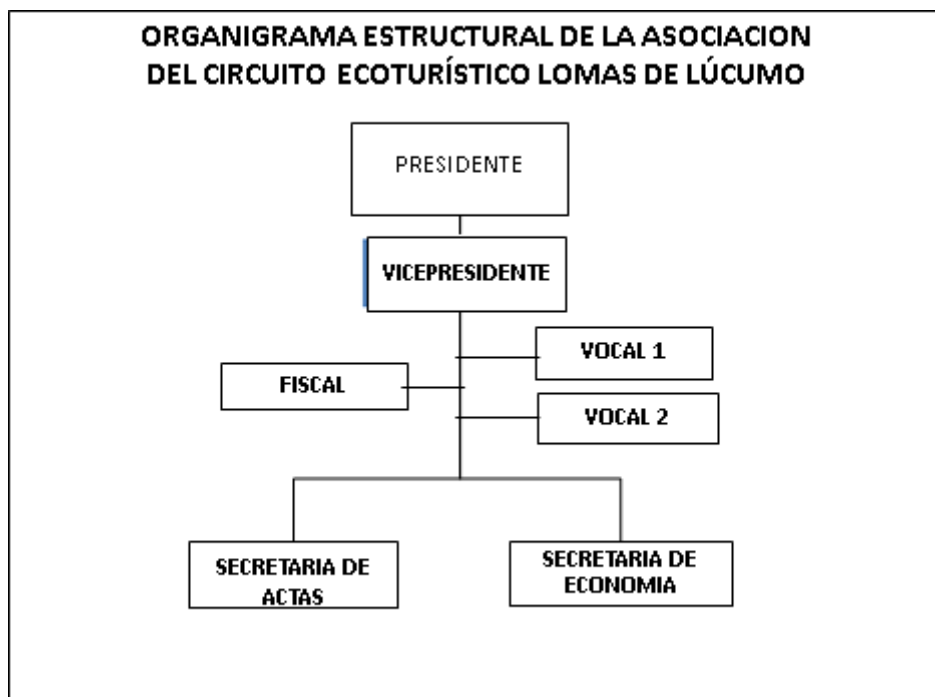 ORGANIGRAMA ESTRUCTURAL DE LA ASOCIACION
DEL CIRCUITO ECOTURÍSTICO LOMAS DE LÚCUMO
PRESIDENTE
VICEPRESIDENTE
VOCAL 1
FISCAL
VOCAL 2
SECRETARIA DE
ACTAS
SECRETARIA DE
ECONOMIA